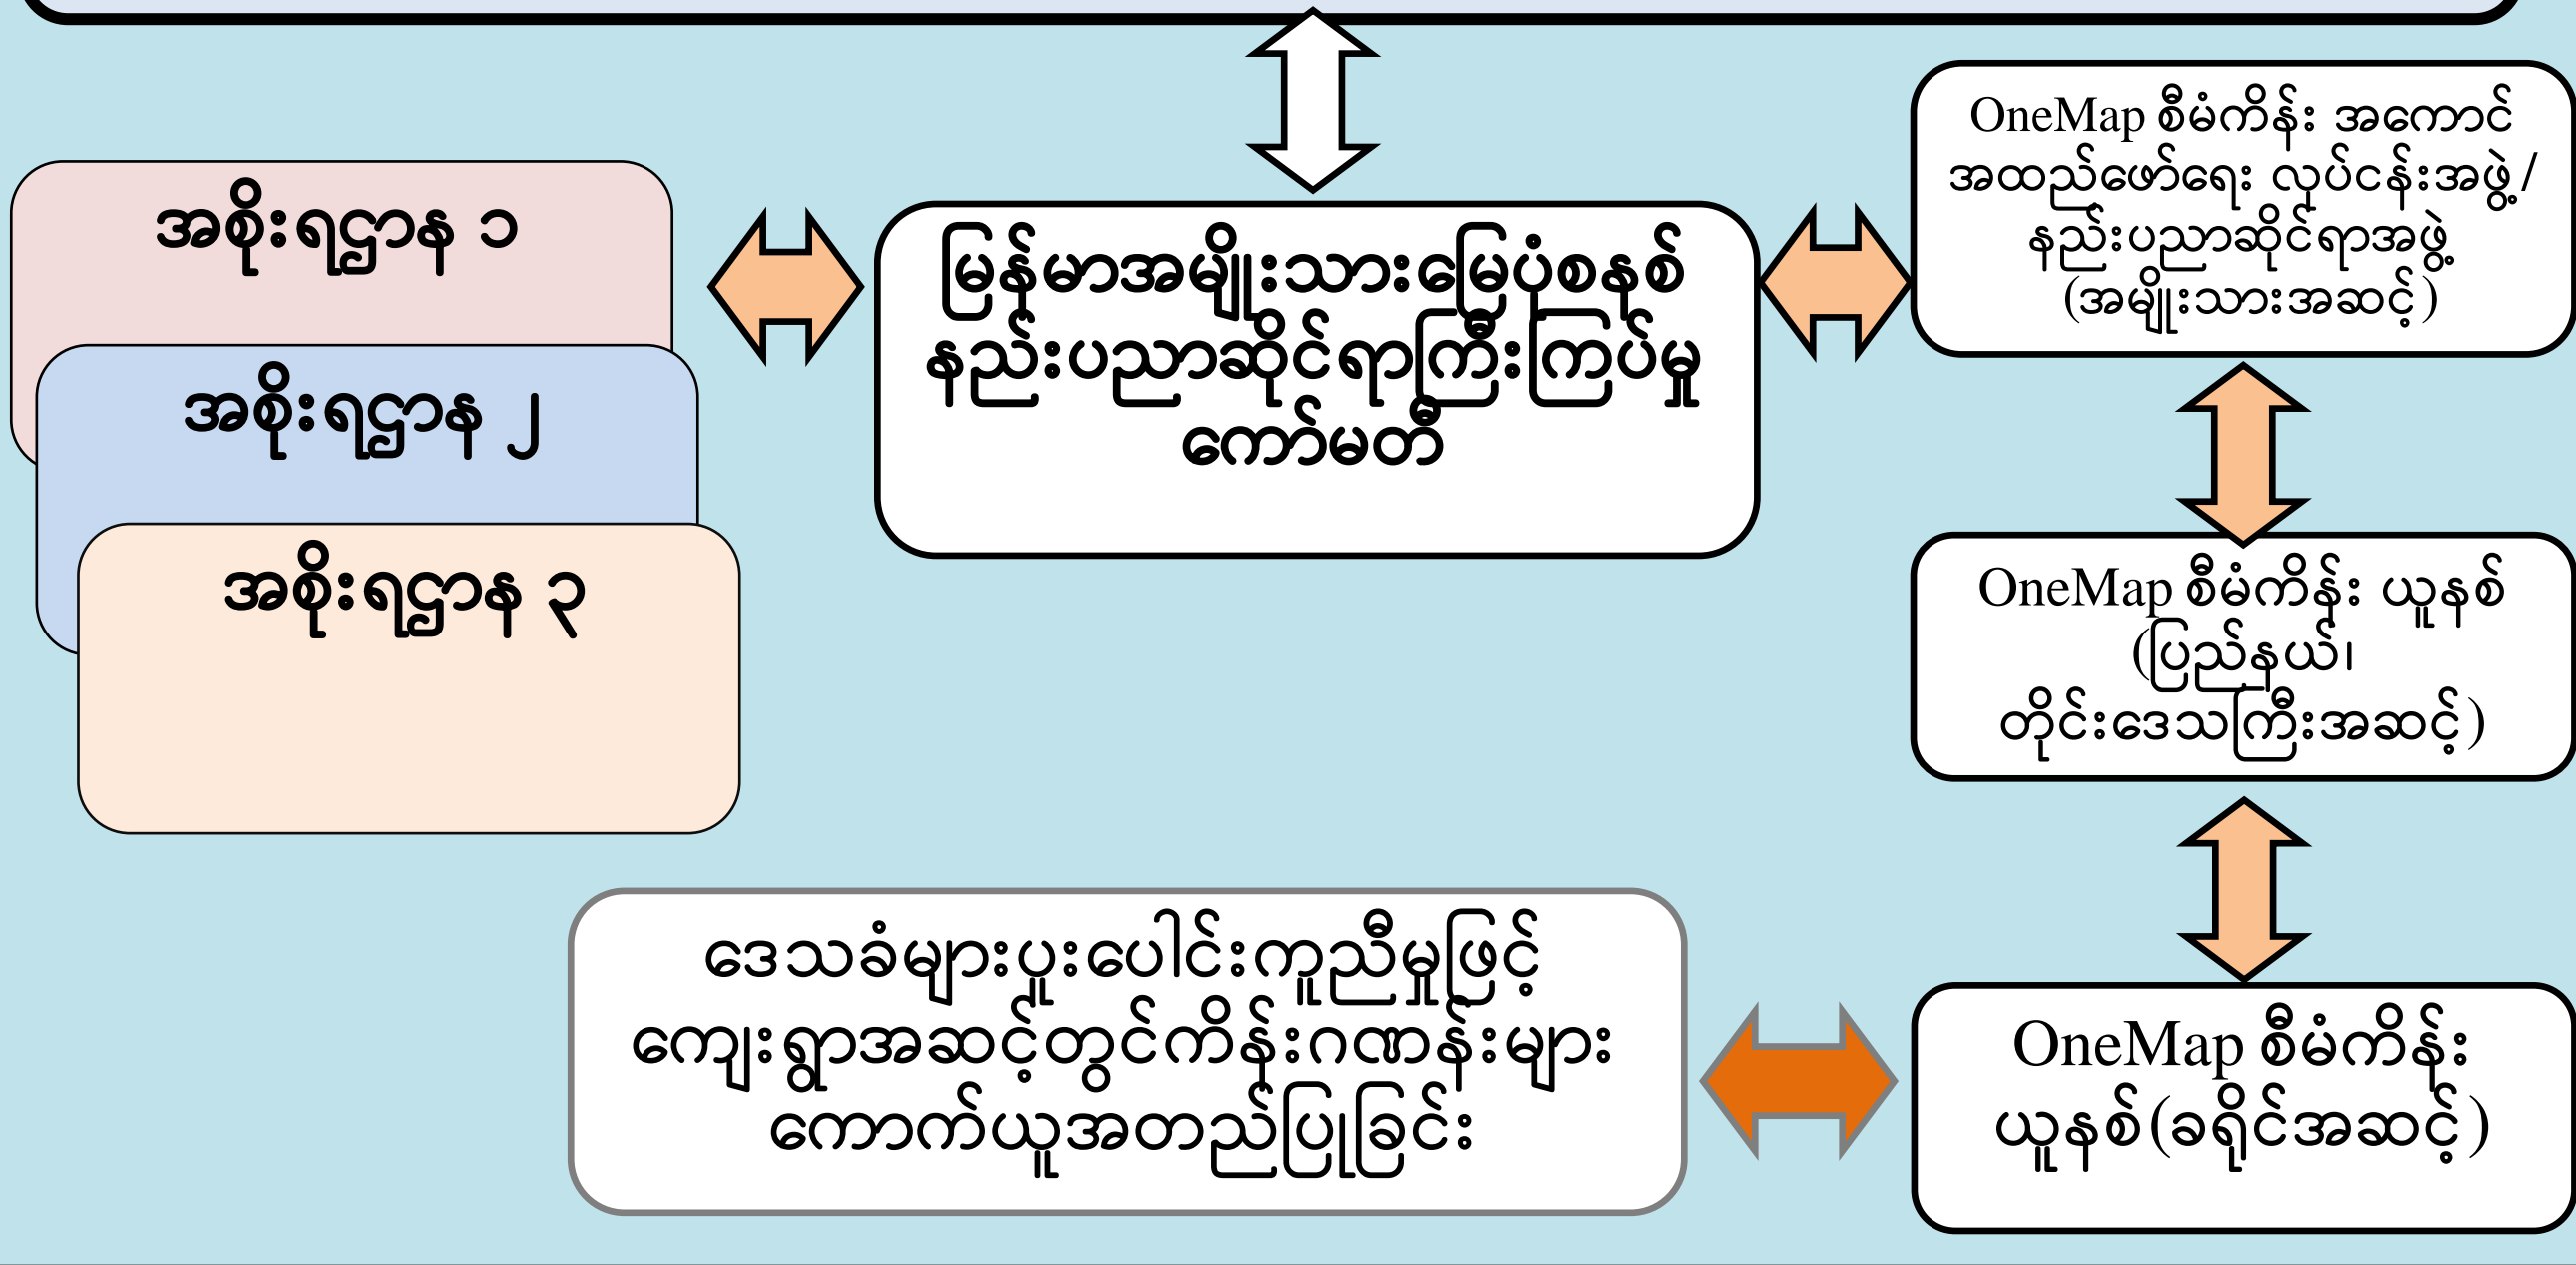 အစိုးရဌာန ၁
အစိုးရဌာန ၂
အစိုးရဌာန ၃
မြန်မာအမျိုးသားမြေပုံစနစ်
နည်းပညာဆိုင်ရာကြီးကြပ်မှု
ကော်မတီ
OneMap စီမံကိန်း အကောင်
အထည်ဖော်ရေး လုပ်ငန်းအဖွဲ့/
နည်းပညာဆိုင်ရာအဖွဲ့
(အမျိုးသားအဆင့်)
OneMap စီမံကိန်း ယူနစ်
(ပြည်နယ်၊
တိုင်းဒေသကြီးအဆင့်)
ဒေသခံများပူးပေါင်းကူညီမှုဖြင့်
ကျေးရွာအဆင့်တွင်ကိန်းဂဏန်းများ
ကောက်ယူအတည်ပြုခြင်း
OneMap စီမံကိန်း
ယူနစ်(ခရိုင်အဆင့်)